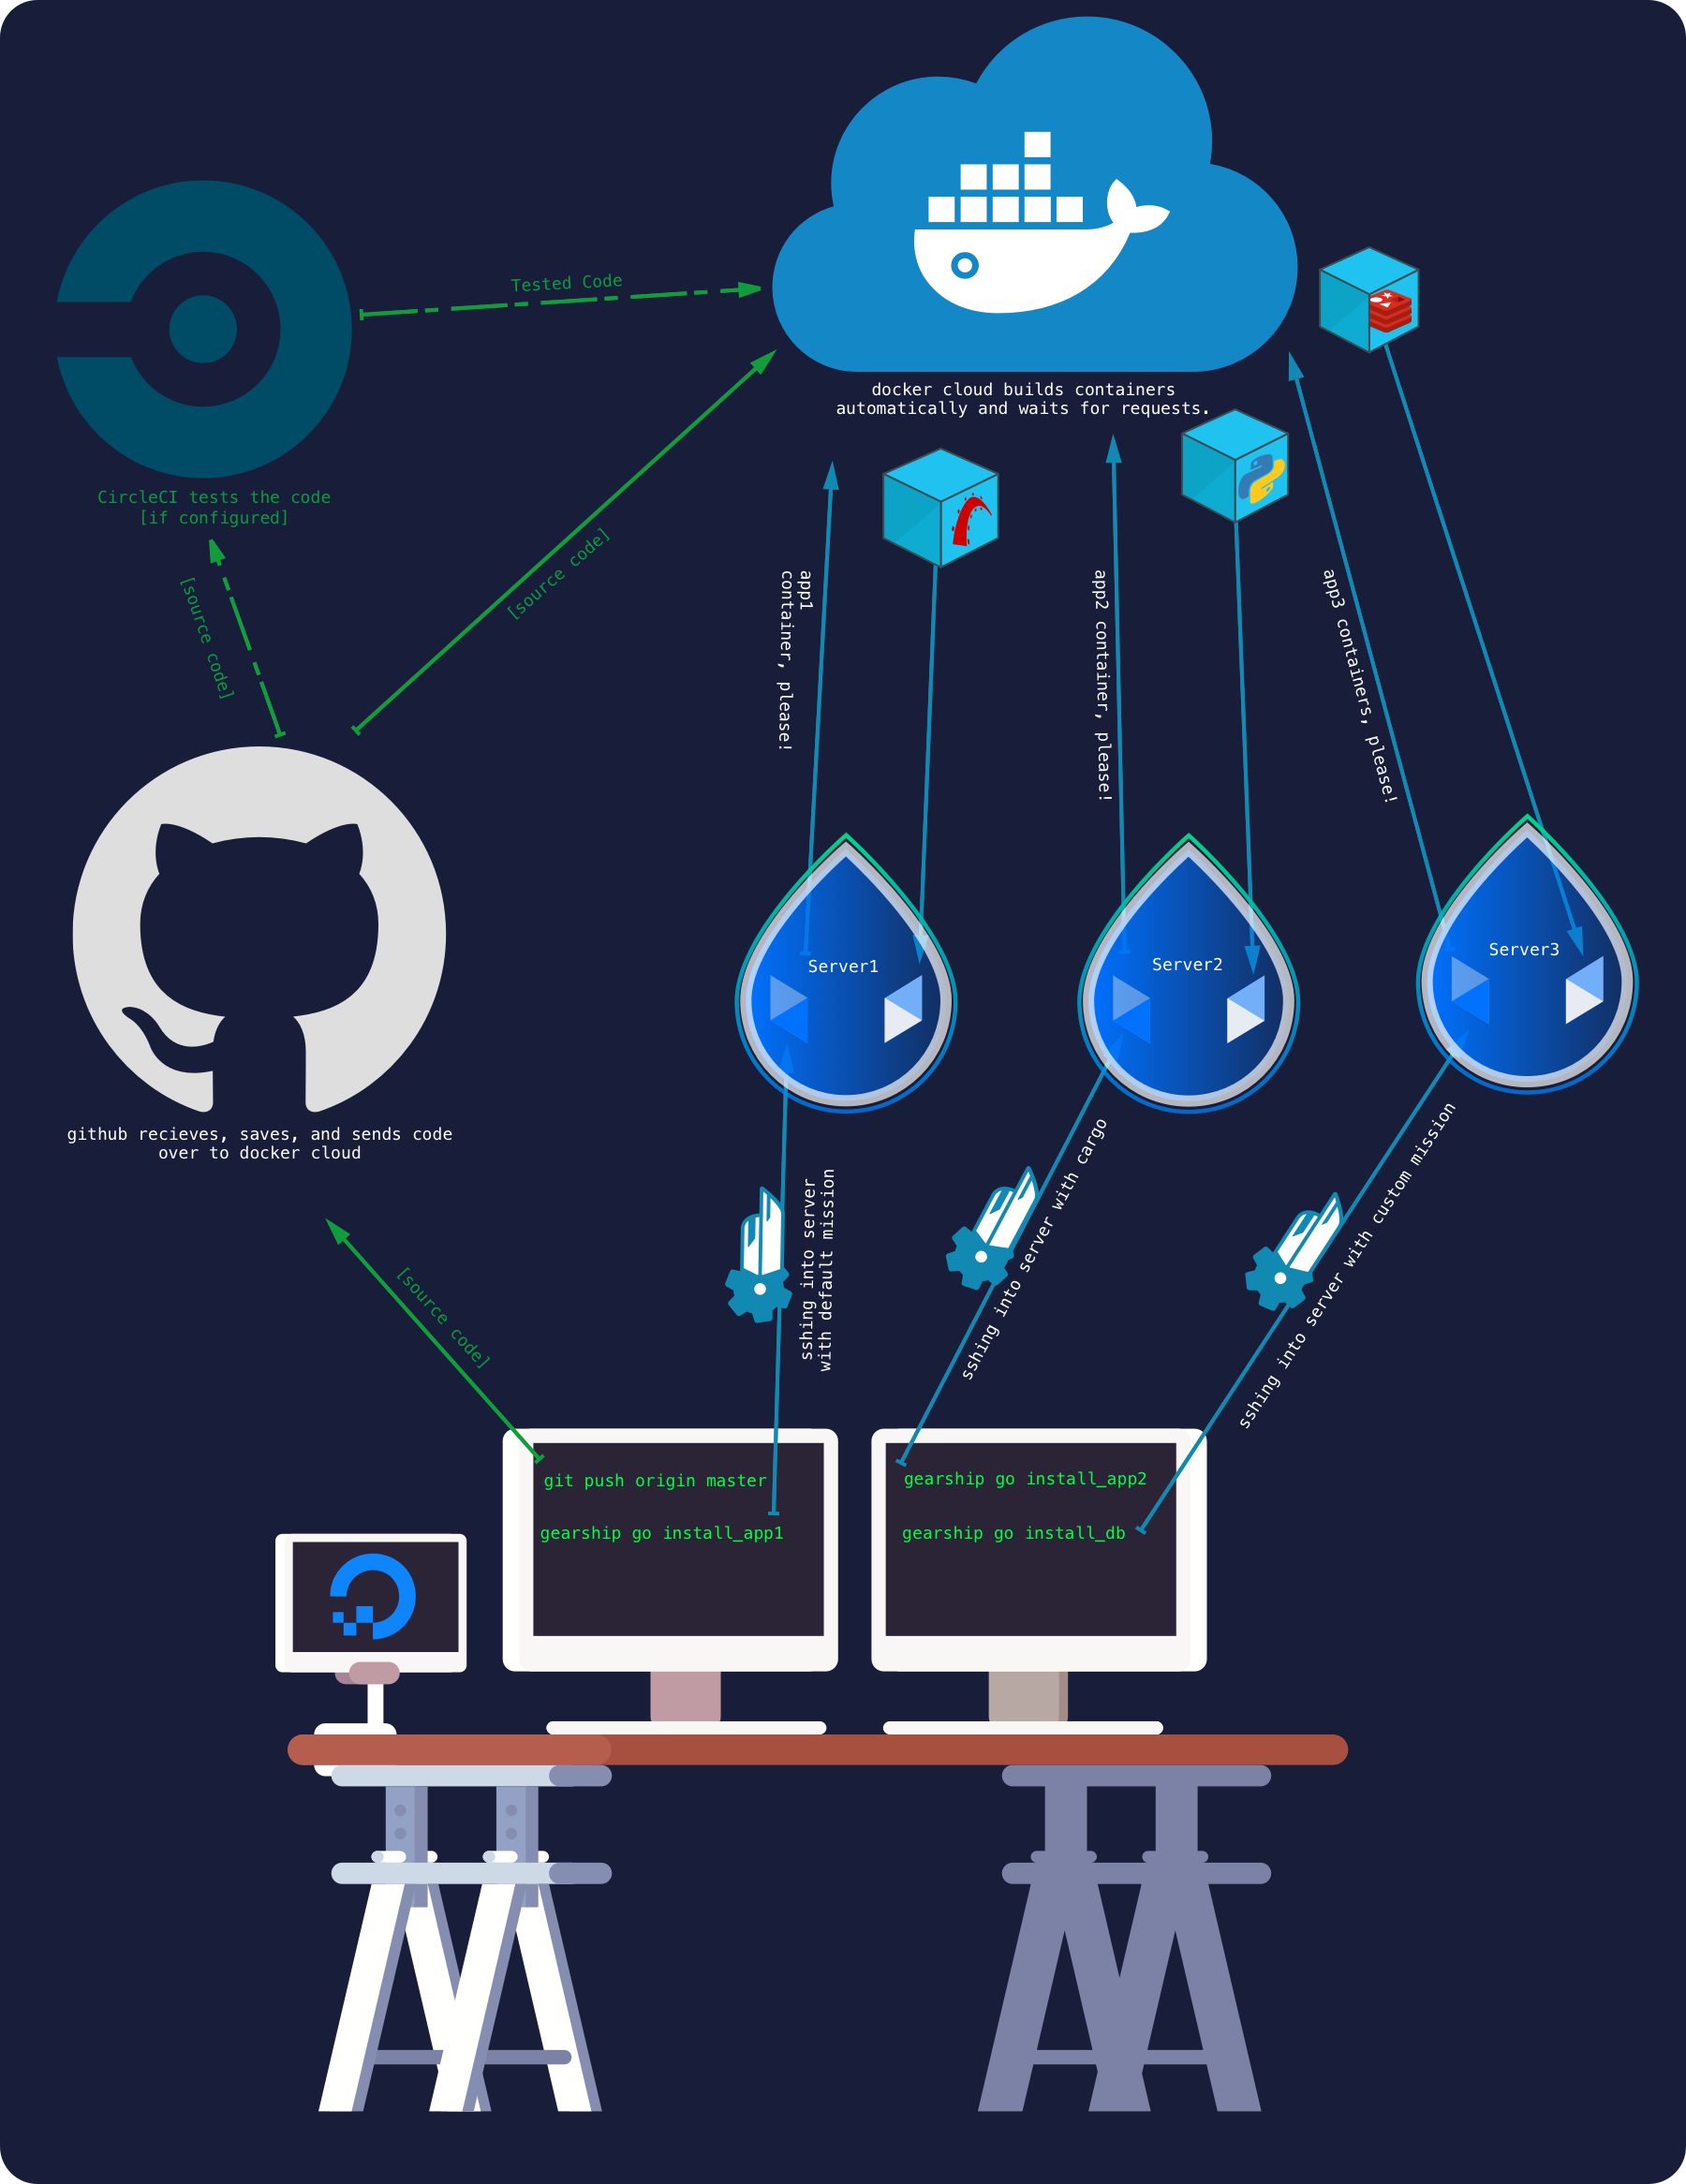 Tested Code
docker cloud builds containers
automatically and waits for requests.
CircleCI tests the code
[if configured]
[source code]
[source code]
app1
container, please!
app2 container, please!
app3 containers, please!
Server1
Server2
Server3
github recieves, saves, and sends code
over to docker cloud
[source code]
sshing into server
with default mission
sshing into server with cargo
sshing into server with custom mission
git push origin master
gearship go install_app1
gearship go install_app2
gearship go install_db